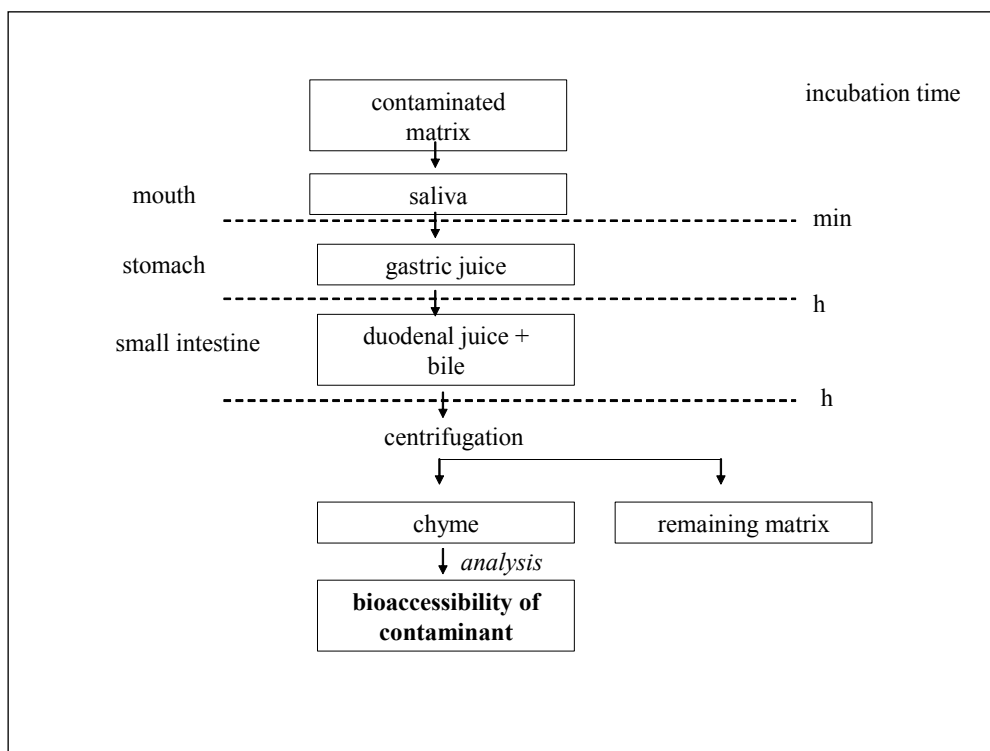 incubation time
contaminated
matrix
mouth
saliva
min
stomach
gastric juice
h
small intestine
duodenal juice +
bile
h
centrifugation
chyme
remaining matrix
analysis
bioaccessibility of
contaminant